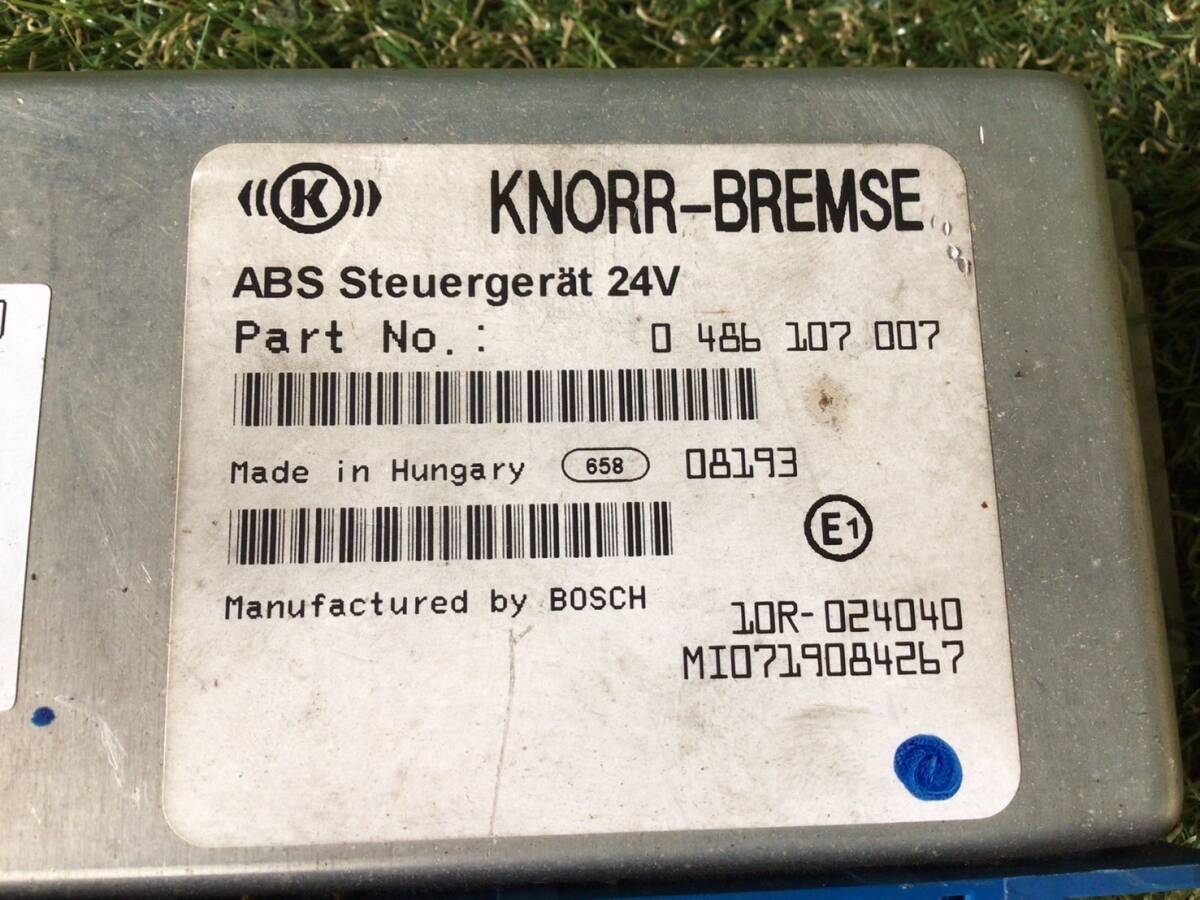 K KNORR-BREMSE
ABS Steuergerät 24V
Part No.: 0 486 107 007
Made in Hungary 658 08193
E1
Manufactured by BOSCH
10R-024040
MI0719084267